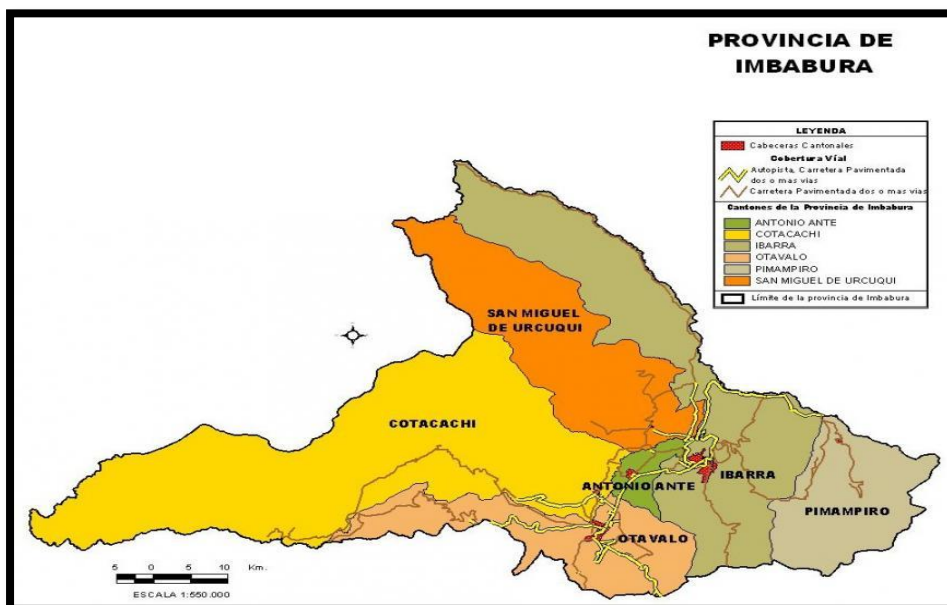 PROVINCIA DE
IMBABURA
LEYENDA
Cabeceras Cantonales
Cobertura Víal
Autopista, Carretera Pavimentada
dos o mas vias
Carretera Pavimentada dos o mas vias
Cantones de la Provincia de Imbabura
ANTONIO ANTE
COTACACHI
IBARRA
OTAVALO
PIMAMPIRO
SAN MIGUEL DE URCUQUI
Límite de la provincia de Imbabura
SAN MIGUEL
DE URCUQUI
COTACACHI
ANTONIO ANTE
IBARRA
PIMAMPIRO
OTAVALO
5 0 5 10 Km.
ESCALA 1:550.000